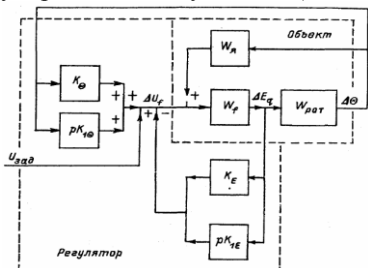 Объект
W_я
K_Θ
ΔU_f
W_f
ΔE_q
W_рот
ΔΘ
pK_1Θ
U_зад
K_E
pK_1E
Регулятор